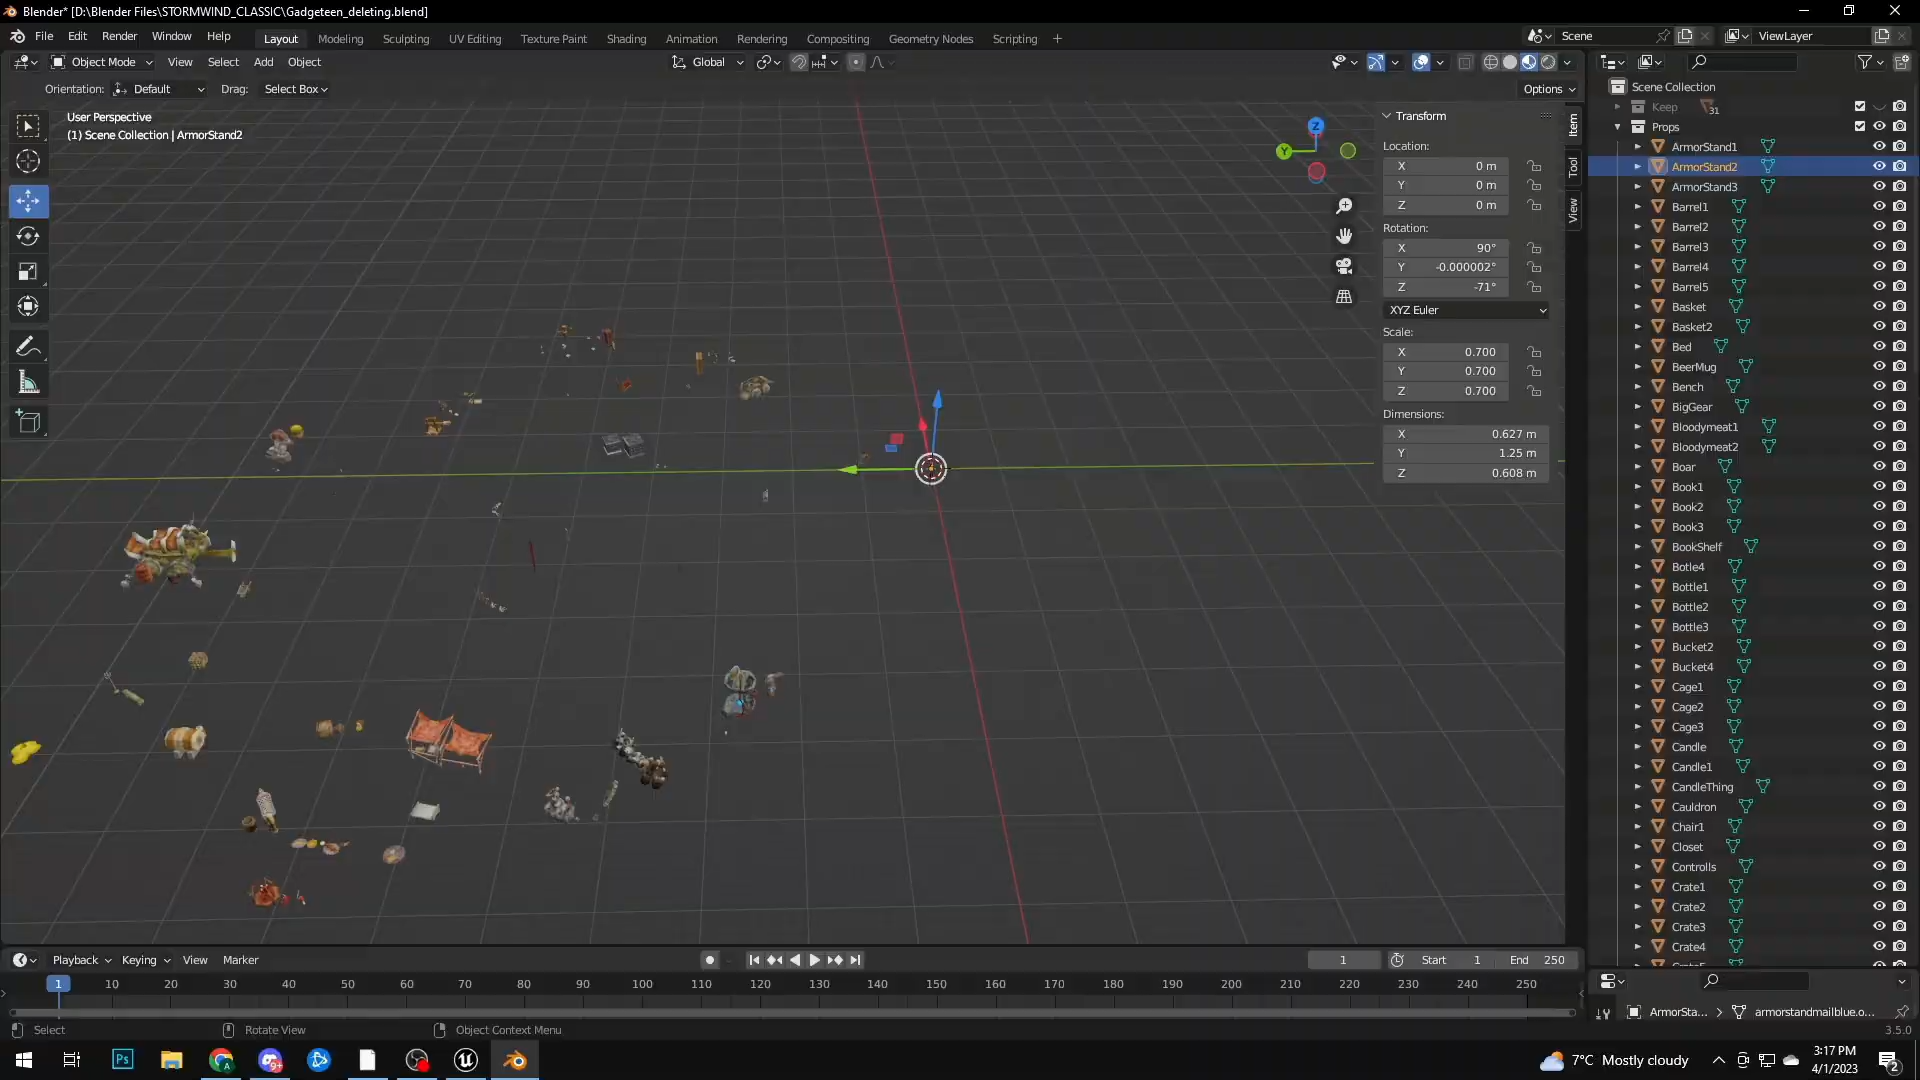 Blender* [D:\Blender Files\STORMWIND_CLASSIC\Gadgeteen_deleting.blend]
File Edit Render Window Help Layout Modeling Sculpting UV Editing Texture Paint Shading Animation Rendering Compositing Geometry Nodes Scripting + Scene ViewLayer
Object Mode View Select Add Object Global
Orientation: Default Drag: Select Box Options
User Perspective
(1) Scene Collection | ArmorStand2
Transform
Location:
X 0 m
Y 0 m
Z 0 m
Rotation:
X 90°
Y -0.000002°
Z -71°
XYZ Euler
Scale:
X 0.700
Y 0.700
Z 0.700
Dimensions:
X 0.627 m
Y 1.25 m
Z 0.608 m
Item
Tool
View
Z
Y
Scene Collection
Keep 31
Props
ArmorStand1
ArmorStand2
ArmorStand3
Barrel1
Barrel2
Barrel3
Barrel4
Barrel5
Basket
Basket2
Bed
BeerMug
Bench
BigGear
Bloodymeat1
Bloodymeat2
Boar
Book1
Book2
Book3
BookShelf
Botle4
Bottle1
Bottle2
Bottle3
Bucket2
Bucket4
Cage1
Cage2
Cage3
Candle
Candle1
CandleThing
Cauldron
Chair1
Closet
Controlls
Crate1
Crate2
Crate3
Crate4
Playback Keying View Marker 1 Start 1 End 250
1 10 20 30 40 50 60 70 80 90 100 110 120 130 140 150 160 170 180 190 200 210 220 230 240 250
ArmorSta... armorstandmailblue.o...
Select Rotate View Object Context Menu 3.5.0
Ps A 9+ 7°C Mostly cloudy 3:17 PM
4/1/2023 2